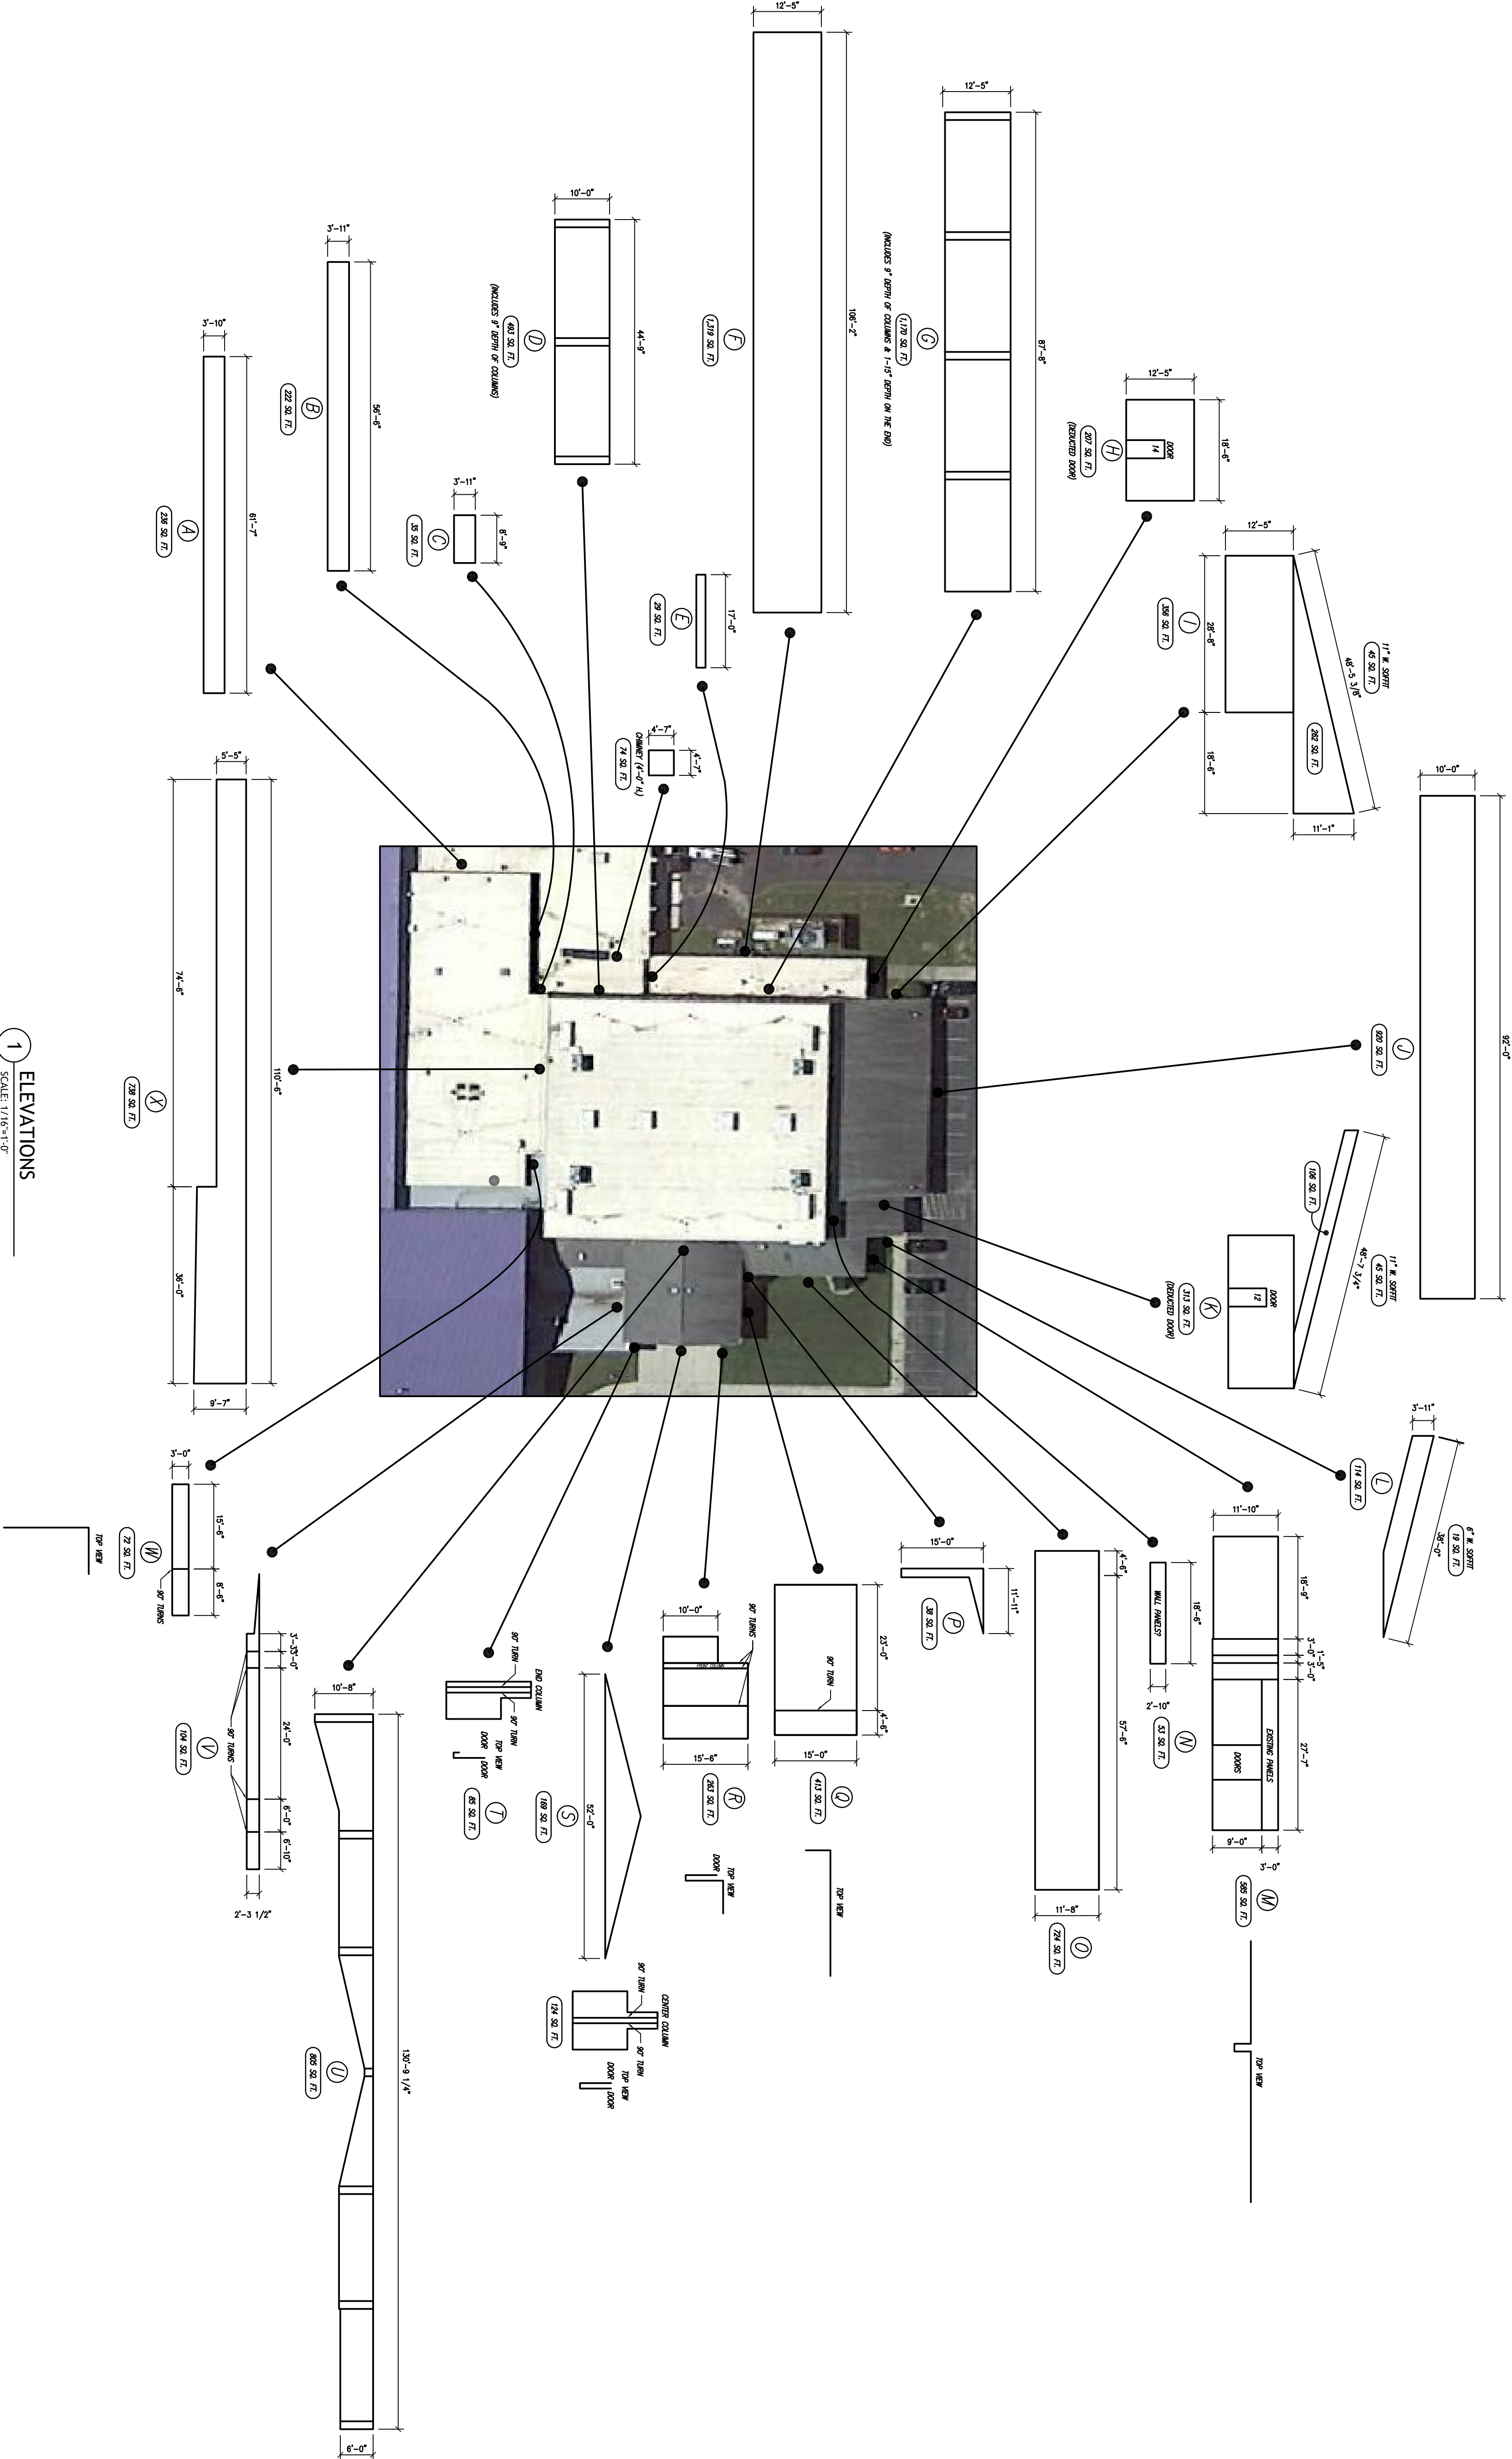 12'-5"
106'-2"
F
1,319 SQ. FT.
12'-5"
87'-8"
G
1,170 SQ. FT.
(INCLUDES 9" DEPTH OF COLUMNS & 1-15" DEPTH ON THE END)
10'-0"
44'-9"
D
493 SQ. FT.
(INCLUDES 9" DEPTH OF COLUMNS)
3'-11"
56'-6"
B
222 SQ. FT.
3'-10"
61'-7"
A
236 SQ. FT.
3'-11"
8'-9"
C
35 SQ. FT.
17'-0"
E
29 SQ. FT.
4'-7"
4'-7"
CHIMNEY (4'-0" H.)
74 SQ. FT.
12'-5"
18'-6"
DOOR
14
H
207 SQ. FT.
(DEDUCTED DOOR)
11" W. SOFFIT
45 SQ. FT.
48'-5 3/8"
262 SQ. FT.
12'-5"
28'-8"
18'-6"
11'-1"
I
356 SQ. FT.
10'-0"
92'-0"
J
920 SQ. FT.
11" W. SOFFIT
45 SQ. FT.
48'-7 3/4"
106 SQ. FT.
DOOR
12
K
313 SQ. FT.
(DEDUCTED DOOR)
6" W. SOFFIT
19 SQ. FT.
38'-0"
3'-11"
L
114 SQ. FT.
11'-10"
18'-9"
3'-0"
1'-5"
3'-0"
27'-7"
EXISTING PANELS
DOORS
9'-0"
3'-0"
M
585 SQ. FT.
TOP VIEW
18'-6"
WALL PANELS?
2'-10"
N
53 SQ. FT.
4'-6"
57'-6"
11'-8"
O
724 SQ. FT.
15'-0"
11'-11"
P
38 SQ. FT.
23'-0"
4'-6"
90° TURN
15'-0"
Q
413 SQ. FT.
TOP VIEW
10'-0"
90° TURNS
15'-6"
R
263 SQ. FT.
TOP VIEW
DOOR
52'-0"
S
169 SQ. FT.
CENTER COLUMN
90° TURN
90° TURN
124 SQ. FT.
TOP VIEW
DOOR
DOOR
END COLUMN
90° TURN
90° TURN
TOP VIEW
DOOR
DOOR
T
85 SQ. FT.
10'-8"
130'-9 1/4"
6'-0"
U
805 SQ. FT.
3'-3"
3'-0"
24'-0"
6'-0"
6'-10"
2'-3 1/2"
90° TURNS
V
104 SQ. FT.
3'-0"
15'-6"
8'-6"
90° TURNS
W
72 SQ. FT.
TOP VIEW
5'-5"
110'-6"
74'-6"
36'-0"
9'-7"
X
738 SQ. FT.
1
ELEVATIONS
SCALE: 1/16"=1'-0"